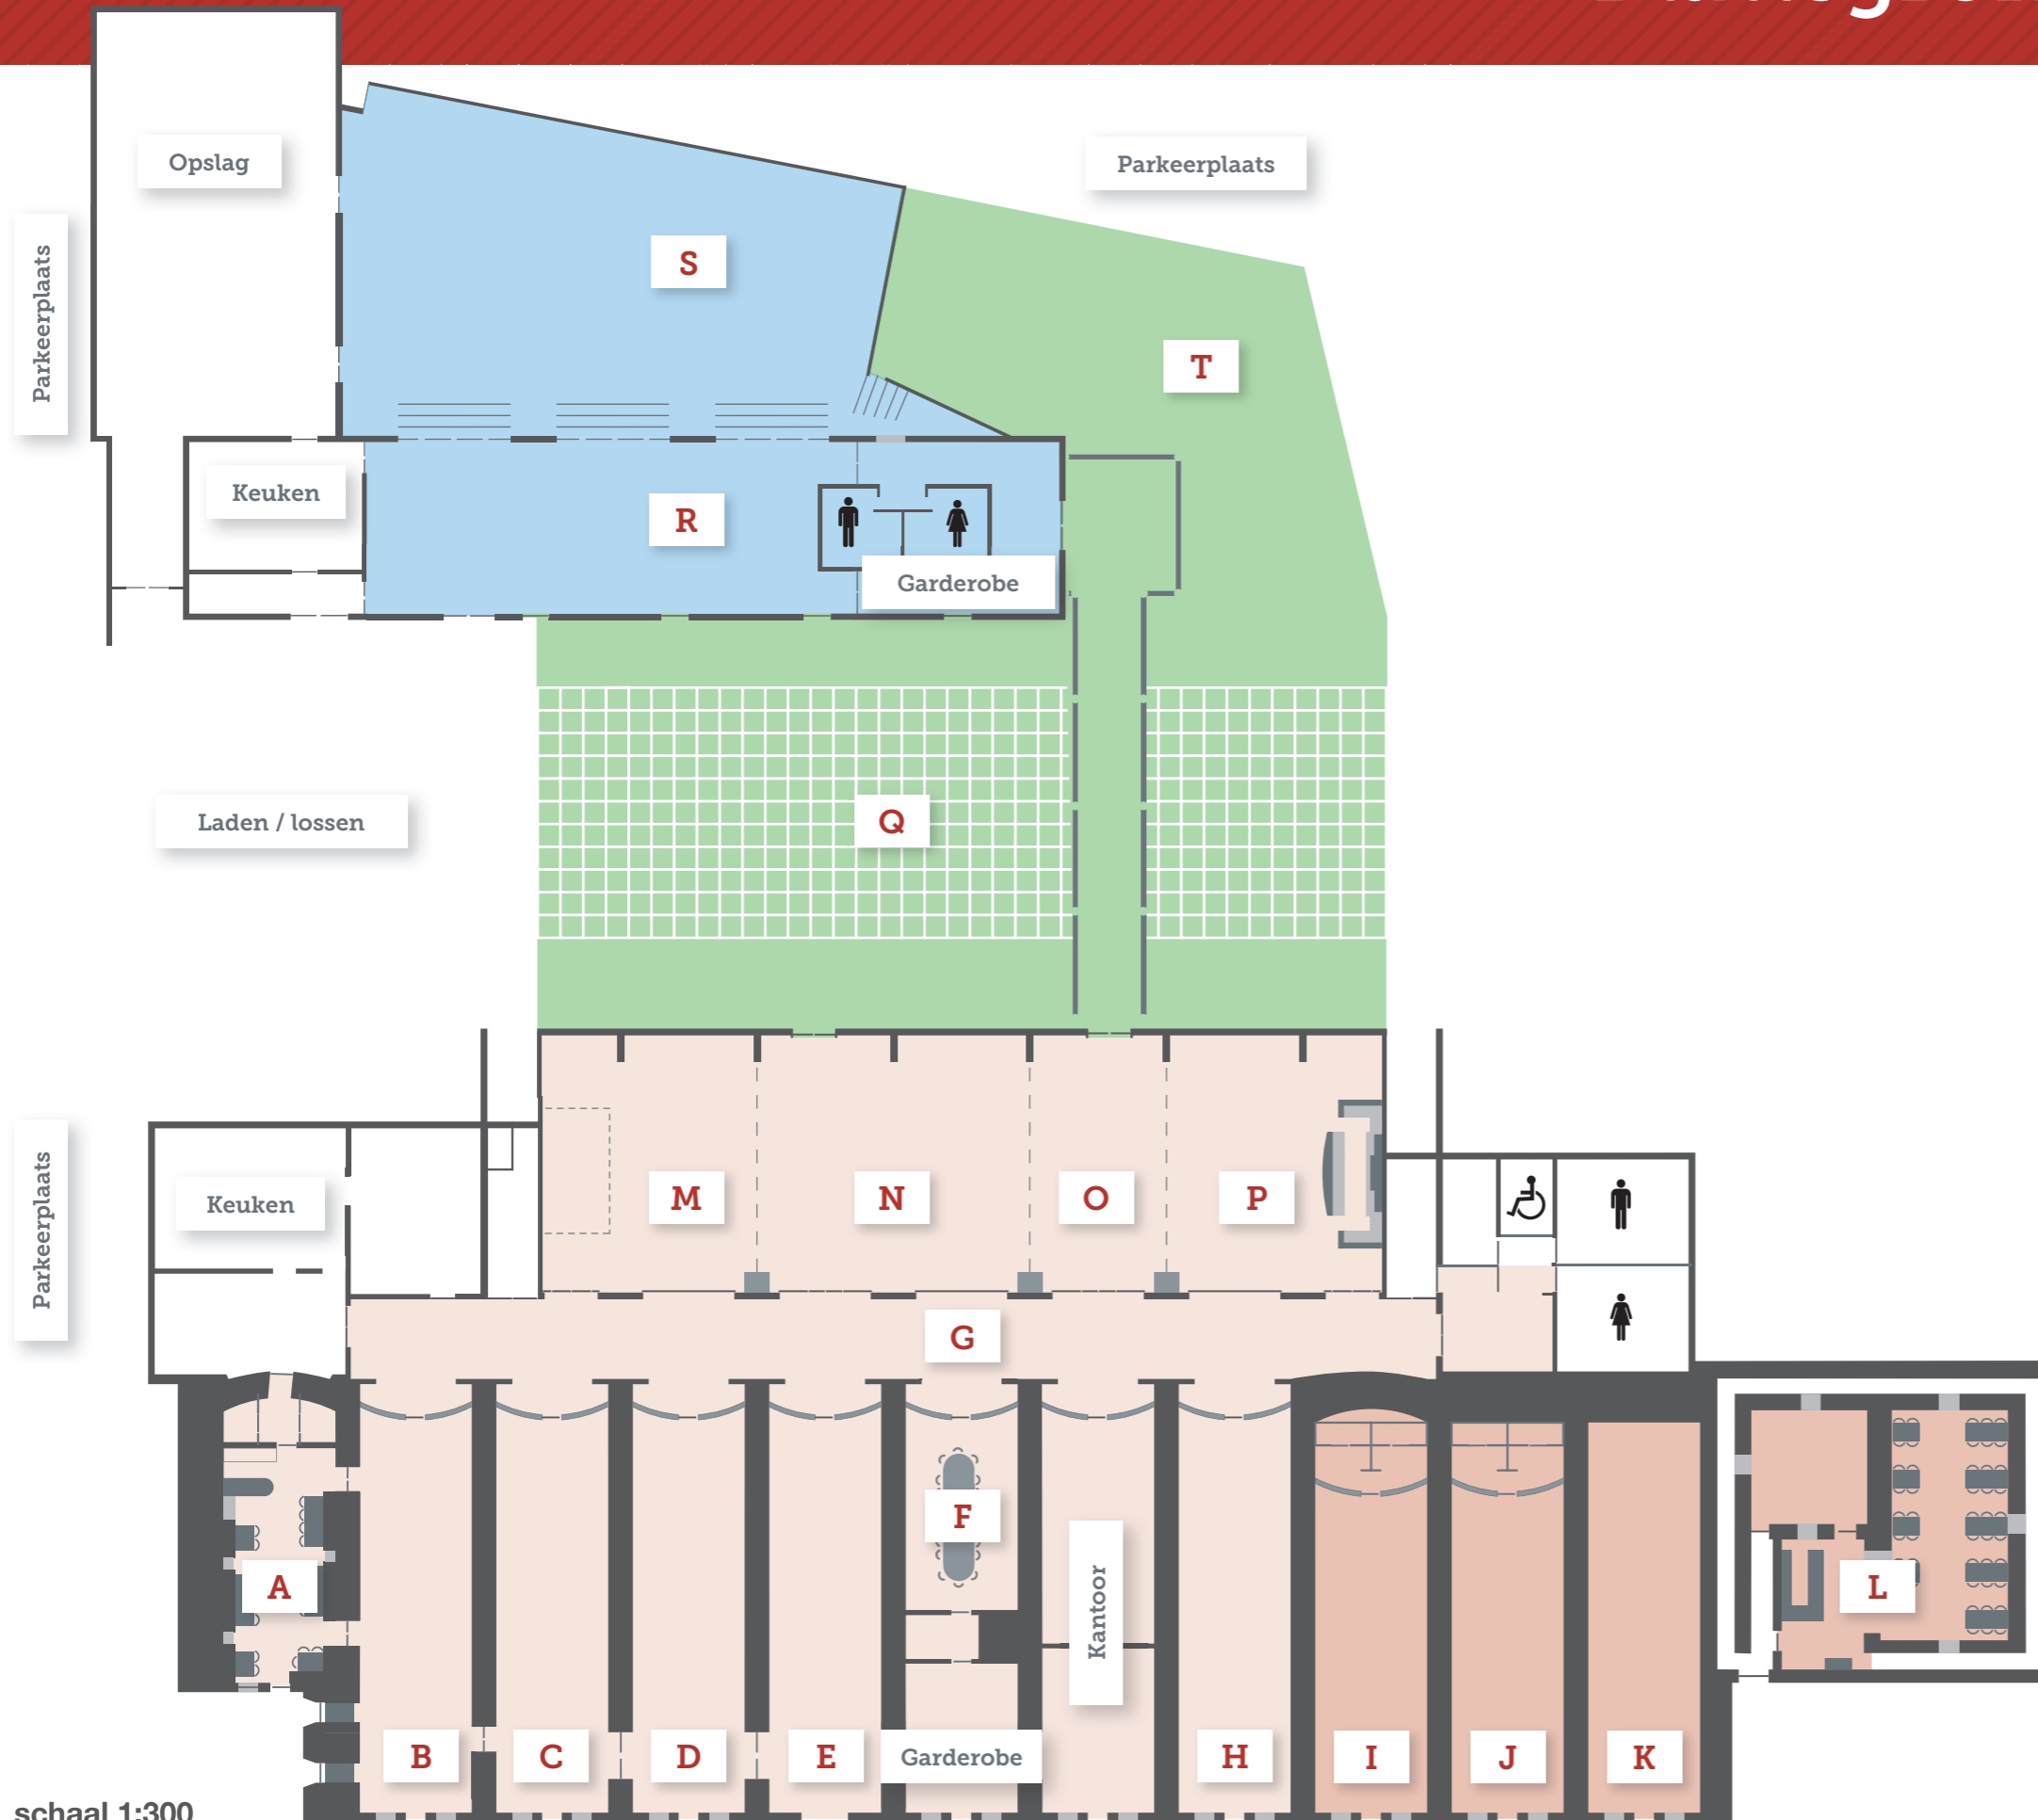 Opslag
Parkeerplaats
Parkeerplaats
S
T
Keuken
R
Garderobe
Laden / lossen
Q
Parkeerplaats
Keuken
M
N
O
P
G
F
A
Kantoor
L
B
C
D
E
Garderobe
H
I
J
K
schaal 1:300